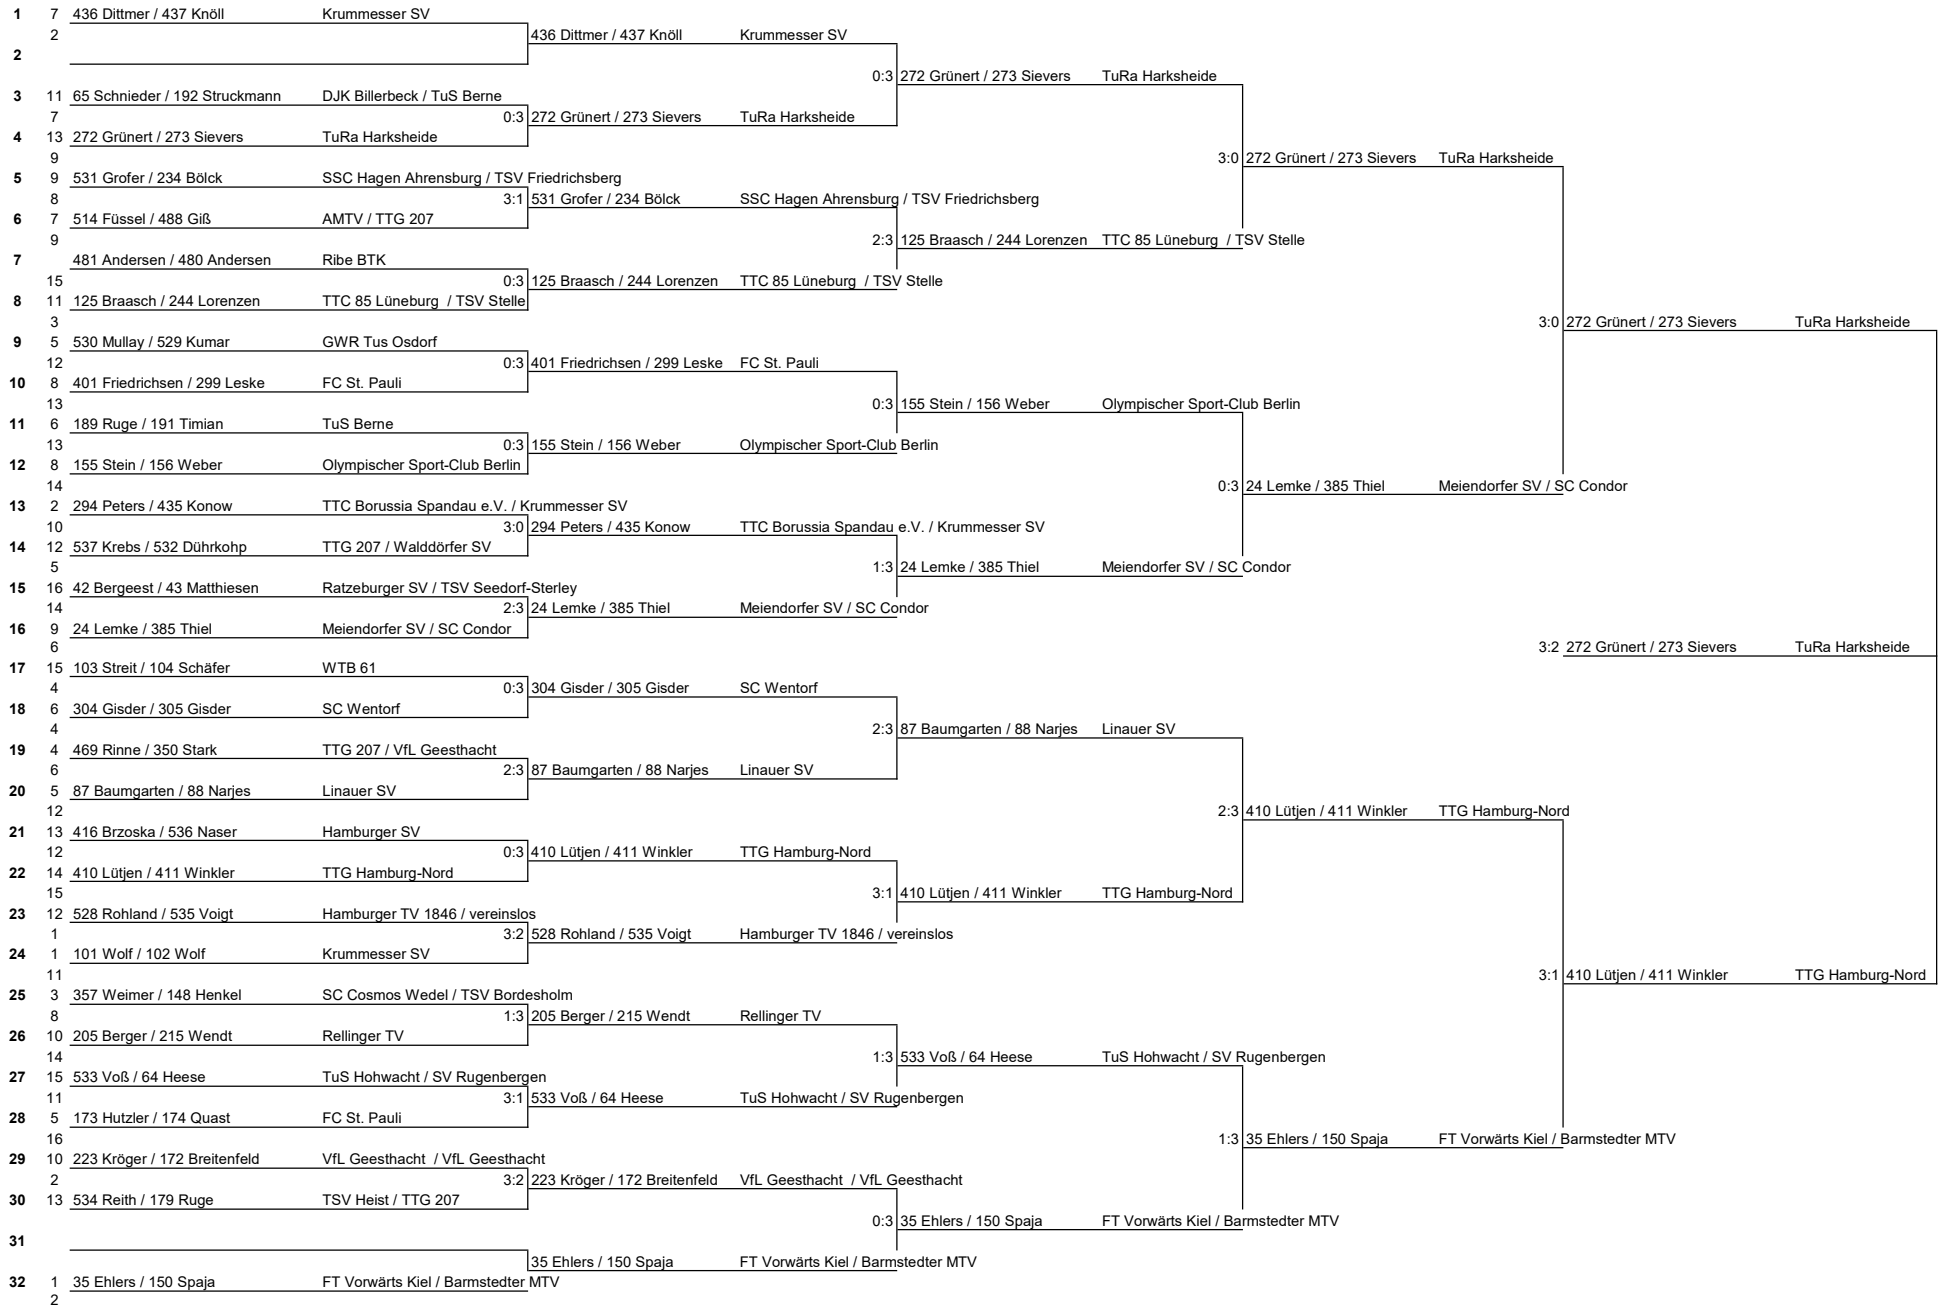 1 7 436 Dittmer / 437 Knöll Krummesser SV
2 436 Dittmer / 437 Knöll Krummesser SV
2
0:3 272 Grünert / 273 Sievers TuRa Harksheide
3 11 65 Schnieder / 192 Struckmann DJK Billerbeck / TuS Berne
7 0:3 272 Grünert / 273 Sievers TuRa Harksheide
4 13 272 Grünert / 273 Sievers TuRa Harksheide
9 3:0 272 Grünert / 273 Sievers TuRa Harksheide
5 9 531 Grofer / 234 Bölck SSC Hagen Ahrensburg / TSV Friedrichsberg
8 3:1 531 Grofer / 234 Bölck SSC Hagen Ahrensburg / TSV Friedrichsberg
6 7 514 Füssel / 488 Giß AMTV / TTG 207
9 2:3 125 Braasch / 244 Lorenzen TTC 85 Lüneburg / TSV Stelle
7 481 Andersen / 480 Andersen Ribe BTK
15 0:3 125 Braasch / 244 Lorenzen TTC 85 Lüneburg / TSV Stelle
8 11 125 Braasch / 244 Lorenzen TTC 85 Lüneburg / TSV Stelle
3 3:0 272 Grünert / 273 Sievers TuRa Harksheide
9 5 530 Mullay / 529 Kumar GWR Tus Osdorf
12 0:3 401 Friedrichsen / 299 Leske FC St. Pauli
10 8 401 Friedrichsen / 299 Leske FC St. Pauli
13 0:3 155 Stein / 156 Weber Olympischer Sport-Club Berlin
11 6 189 Ruge / 191 Timian TuS Berne
13 0:3 155 Stein / 156 Weber Olympischer Sport-Club Berlin
12 8 155 Stein / 156 Weber Olympischer Sport-Club Berlin
14 0:3 24 Lemke / 385 Thiel Meiendorfer SV / SC Condor
13 2 294 Peters / 435 Konow TTC Borussia Spandau e.V. / Krummesser SV
10 3:0 294 Peters / 435 Konow TTC Borussia Spandau e.V. / Krummesser SV
14 12 537 Krebs / 532 Dührkohp TTG 207 / Walddörfer SV
5 1:3 24 Lemke / 385 Thiel Meiendorfer SV / SC Condor
15 16 42 Bergeest / 43 Matthiesen Ratzeburger SV / TSV Seedorf-Sterley
14 2:3 24 Lemke / 385 Thiel Meiendorfer SV / SC Condor
16 9 24 Lemke / 385 Thiel Meiendorfer SV / SC Condor
6 3:2 272 Grünert / 273 Sievers TuRa Harksheide
17 15 103 Streit / 104 Schäfer WTB 61
4 0:3 304 Gisder / 305 Gisder SC Wentorf
18 6 304 Gisder / 305 Gisder SC Wentorf
4 2:3 87 Baumgarten / 88 Narjes Linauer SV
19 4 469 Rinne / 350 Stark TTG 207 / VfL Geesthacht
6 2:3 87 Baumgarten / 88 Narjes Linauer SV
20 5 87 Baumgarten / 88 Narjes Linauer SV
12 2:3 410 Lütjen / 411 Winkler TTG Hamburg-Nord
21 13 416 Brzoska / 536 Naser Hamburger SV
12 0:3 410 Lütjen / 411 Winkler TTG Hamburg-Nord
22 14 410 Lütjen / 411 Winkler TTG Hamburg-Nord
15 3:1 410 Lütjen / 411 Winkler TTG Hamburg-Nord
23 12 528 Rohland / 535 Voigt Hamburger TV 1846 / vereinslos
1 3:2 528 Rohland / 535 Voigt Hamburger TV 1846 / vereinslos
24 1 101 Wolf / 102 Wolf Krummesser SV
11 3:1 410 Lütjen / 411 Winkler TTG Hamburg-Nord
25 3 357 Weimer / 148 Henkel SC Cosmos Wedel / TSV Bordesholm
8 1:3 205 Berger / 215 Wendt Rellinger TV
26 10 205 Berger / 215 Wendt Rellinger TV
14 1:3 533 Voß / 64 Heese TuS Hohwacht / SV Rugenbergen
27 15 533 Voß / 64 Heese TuS Hohwacht / SV Rugenbergen
11 3:1 533 Voß / 64 Heese TuS Hohwacht / SV Rugenbergen
28 5 173 Hutzler / 174 Quast FC St. Pauli
16 1:3 35 Ehlers / 150 Spaja FT Vorwärts Kiel / Barmstedter MTV
29 10 223 Kröger / 172 Breitenfeld VfL Geesthacht / VfL Geesthacht
2 3:2 223 Kröger / 172 Breitenfeld VfL Geesthacht / VfL Geesthacht
30 13 534 Reith / 179 Ruge TSV Heist / TTG 207
0:3 35 Ehlers / 150 Spaja FT Vorwärts Kiel / Barmstedter MTV
31
35 Ehlers / 150 Spaja FT Vorwärts Kiel / Barmstedter MTV
32 1 35 Ehlers / 150 Spaja FT Vorwärts Kiel / Barmstedter MTV
2